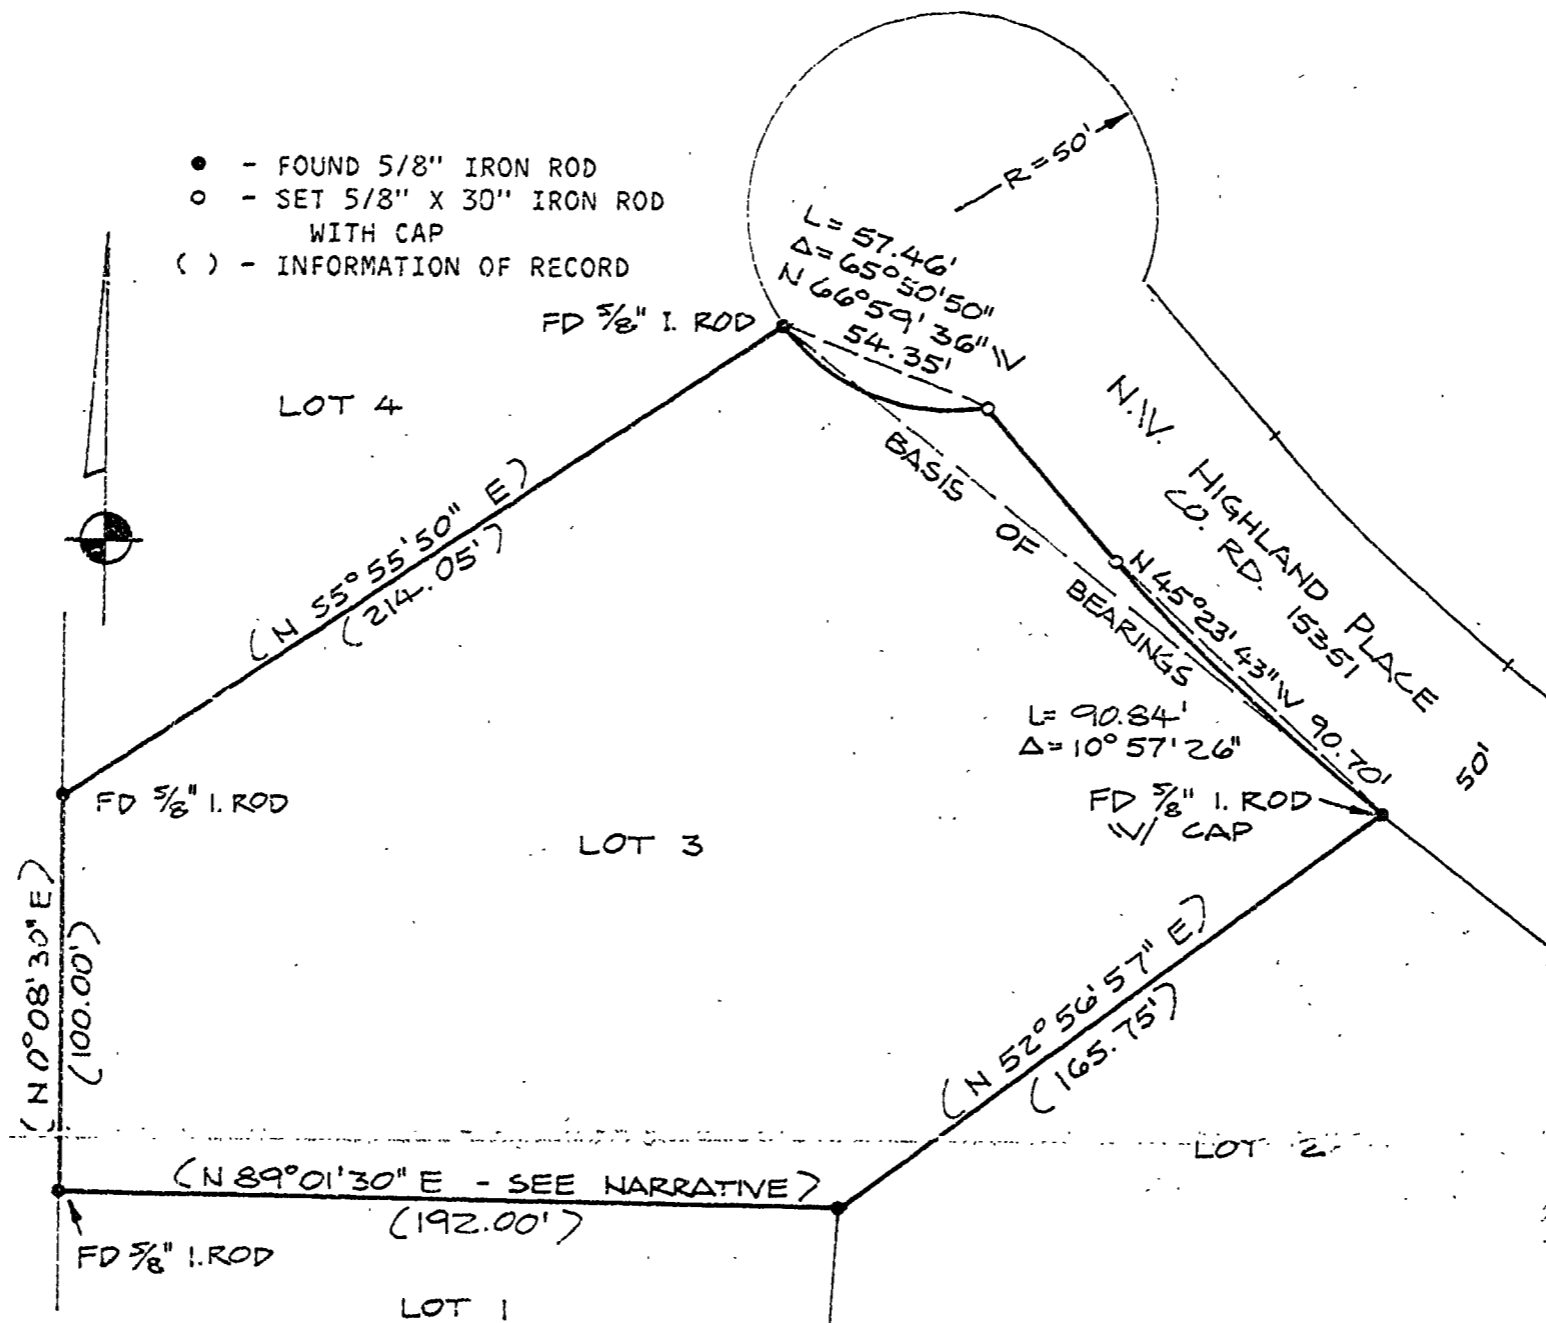 ● - FOUND 5/8" IRON ROD
○ - SET 5/8" X 30" IRON ROD
WITH CAP
( ) - INFORMATION OF RECORD
R = 50'
L = 57.46'
Δ = 65°50'50"
N 66°59'36" W
54.35'
FD 5/8" I. ROD
LOT 4
N.W. HIGHLAND PLACE
CO. RD. 15351
50'
BASIS OF BEARINGS
(N 55°55'50" E)
(214.05')
N 45°23'43" W 90.70'
L= 90.84'
Δ= 10°57'26"
FD 5/8" I. ROD
W/ CAP
FD 5/8" I. ROD
LOT 3
(N 0°08'30" E)
(100.00')
(N 52°56'57" E)
(165.75')
LOT 2
(N 89°01'30" E - SEE NARRATIVE)
(192.00')
FD 5/8" I. ROD
LOT 1